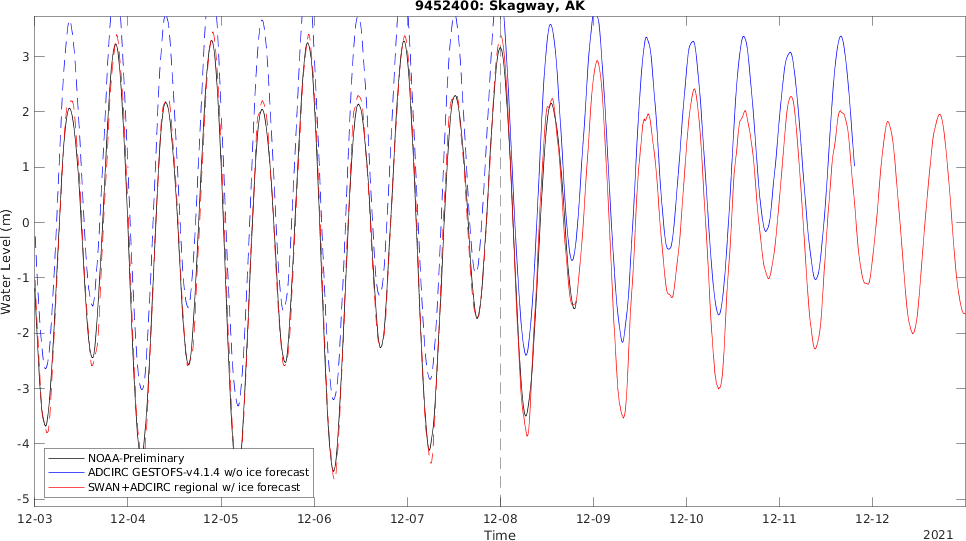 9452400: Skagway, AK
Water Level (m)
3
2
1
0
-1
-2
-3
-4
-5
NOAA-Preliminary
ADCIRC GESTOFS-v4.1.4 w/o ice forecast
SWAN+ADCIRC regional w/ ice forecast
12-03 12-04 12-05 12-06 12-07 12-08 12-09 12-10 12-11 12-12
Time
2021